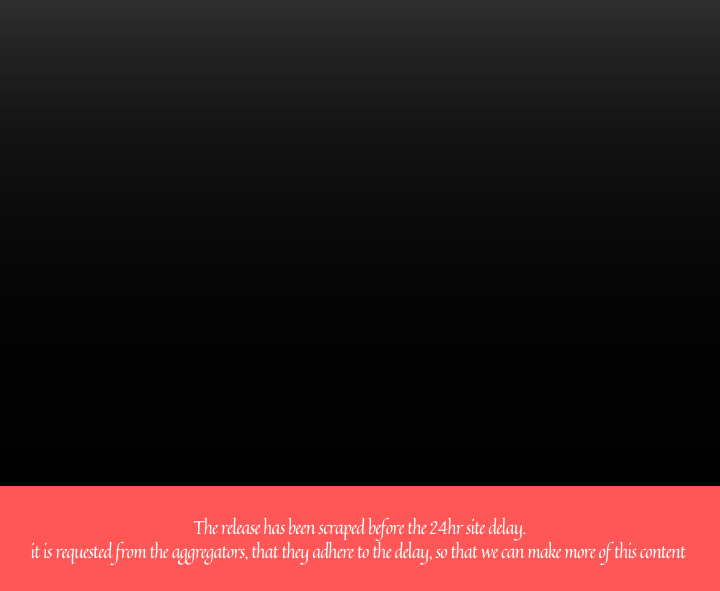 The release has been scraped before the 24hr site delay.
it is requested from the aggregators, that they adhere to the delay, so that we can make more of this content